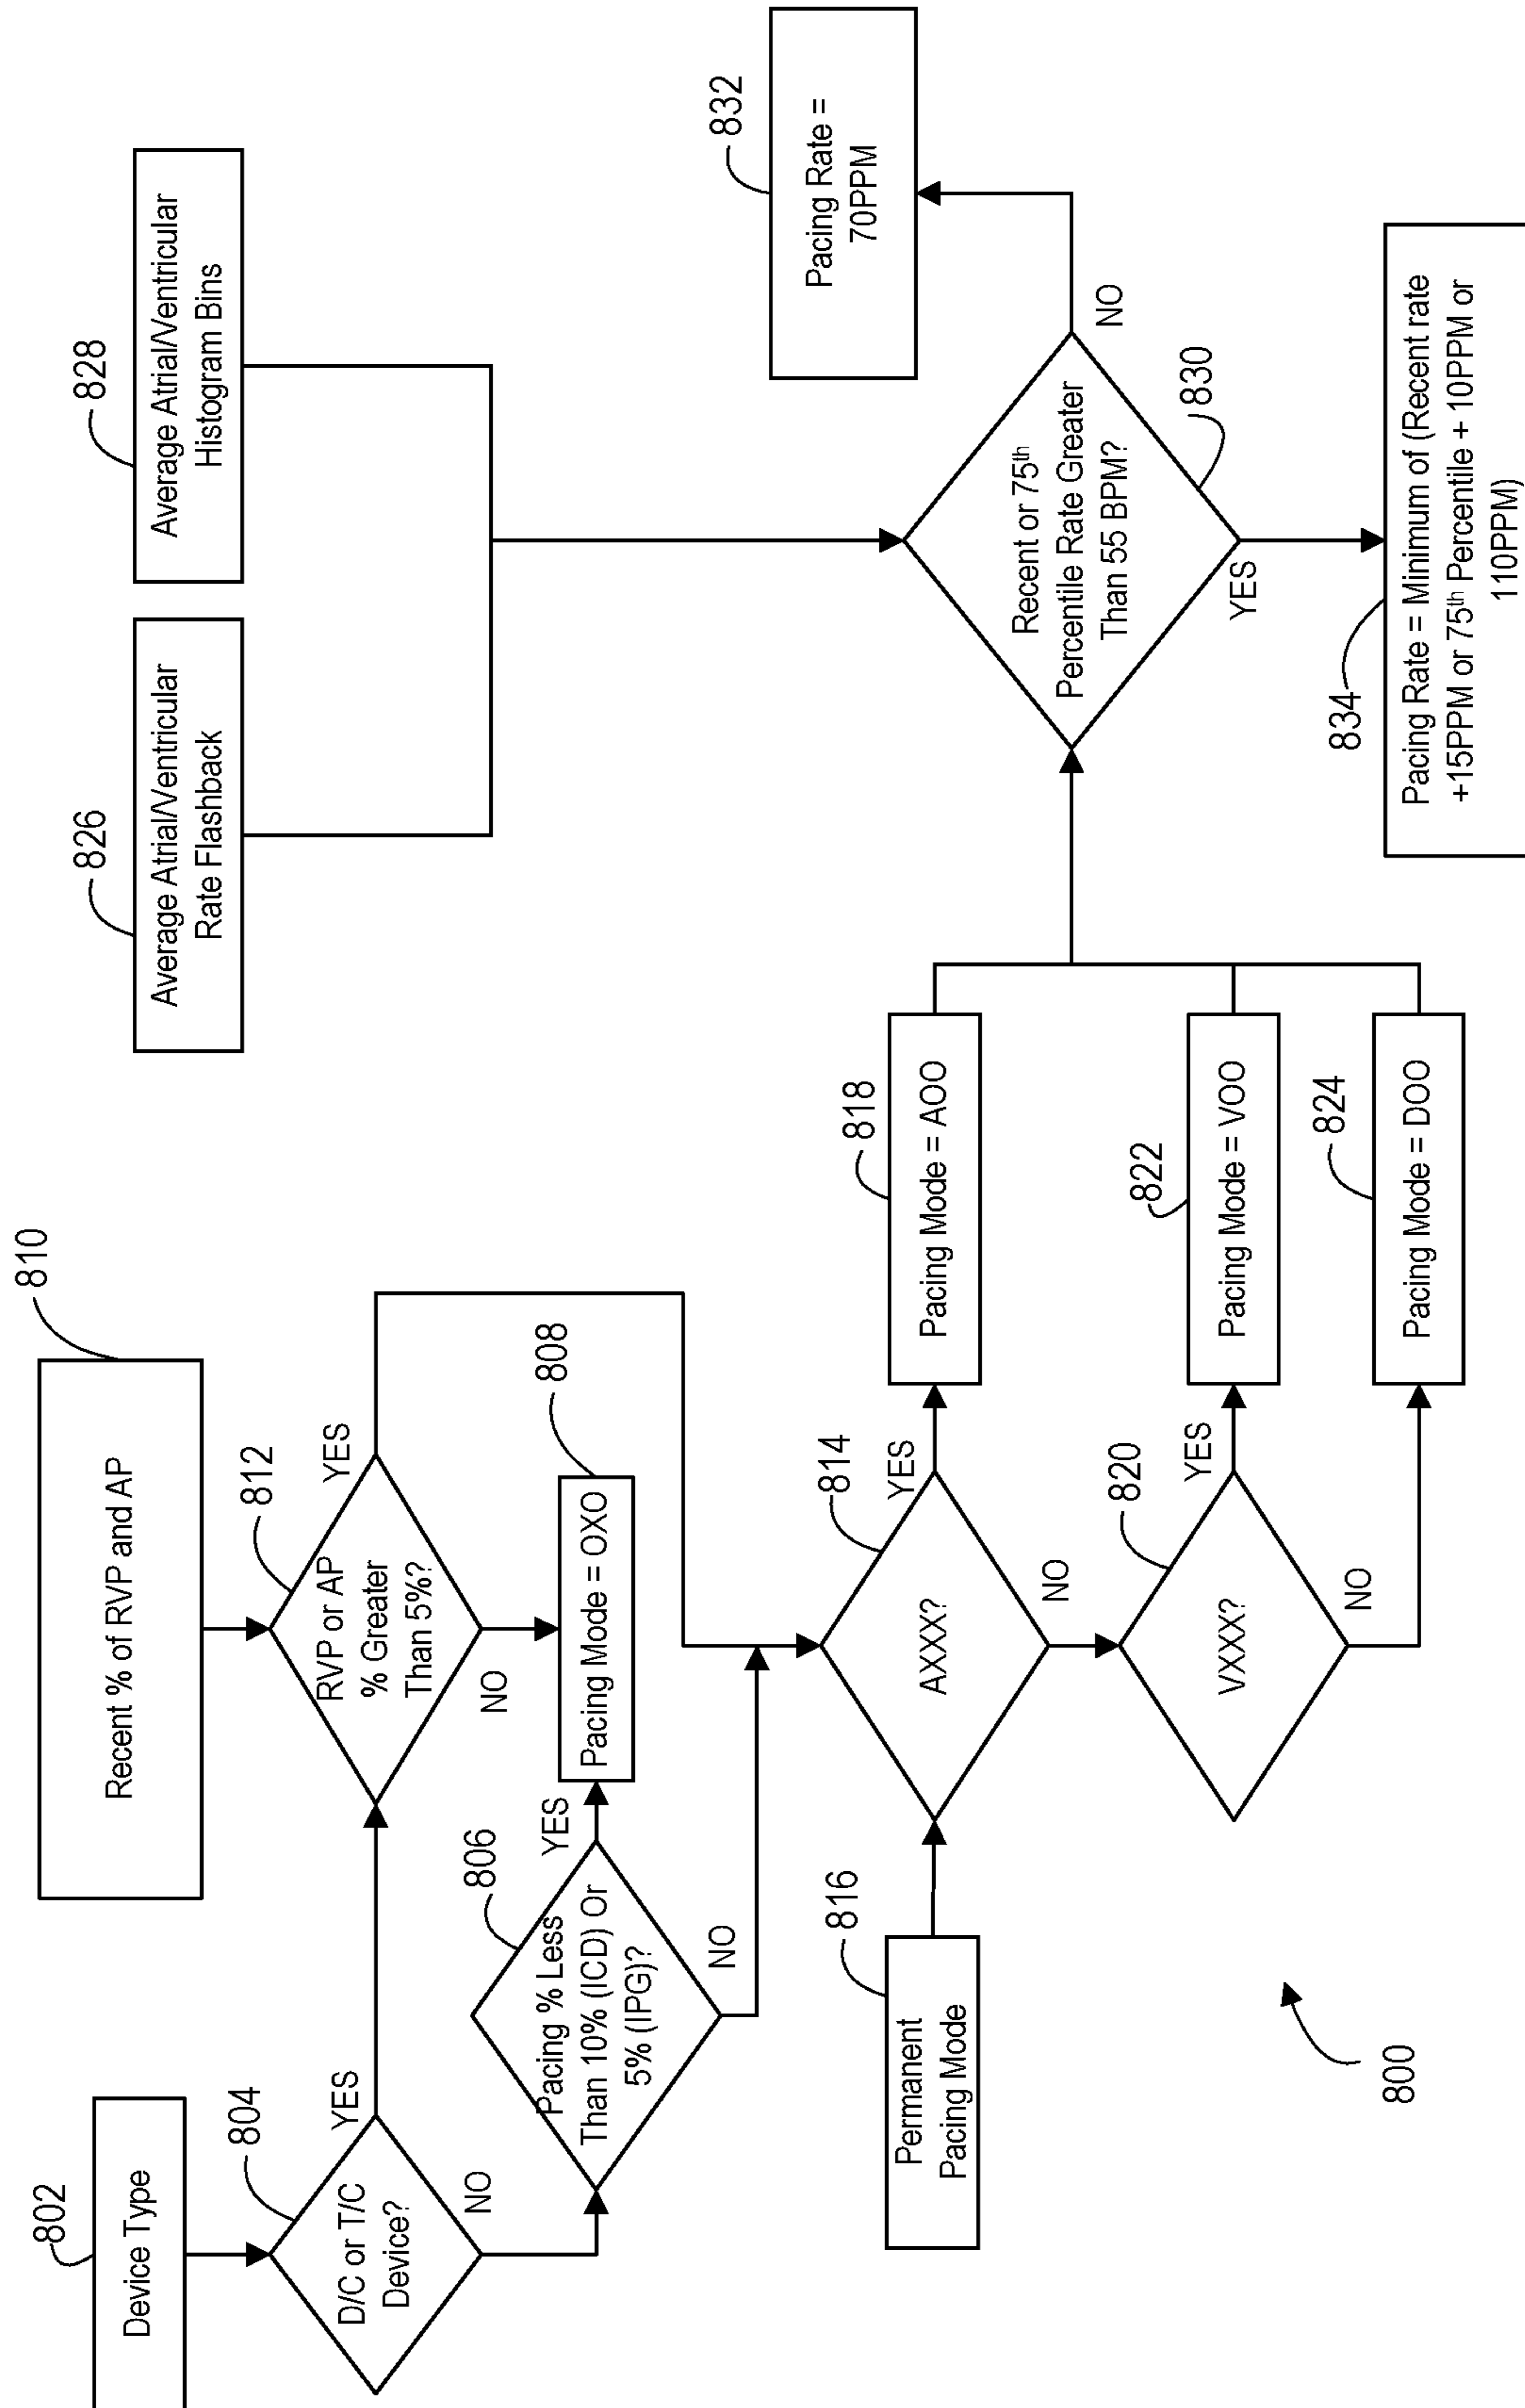 802
Device Type
804
D/C or T/C
Device?
YES
NO
810
Recent % of RVP and AP
812
RVP or AP
% Greater
Than 5%?
YES
NO
806
Pacing % Less
Than 10% (ICD) Or
5% (IPG)?
YES
NO
808
Pacing Mode = OXO
816
Permanent
Pacing Mode
814
AXXX?
YES
NO
818
Pacing Mode = AOO
820
VXXX?
YES
NO
822
Pacing Mode = VOO
824
Pacing Mode = DOO
826
Average Atrial/Ventricular
Rate Flashback
828
Average Atrial/Ventricular
Histogram Bins
830
Recent or 75th
Percentile Rate Greater
Than 55 BPM?
NO
YES
832
Pacing Rate =
70PPM
834
Pacing Rate = Minimum of (Recent rate
+15PPM or 75th Percentile + 10PPM or
110PPM)
800